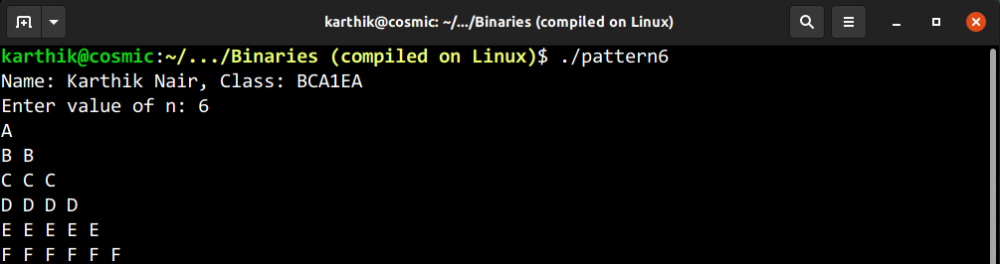 karthik@cosmic: ~/.../Binaries (compiled on Linux)
karthik@cosmic:~/.../Binaries (compiled on Linux)$ ./pattern6
Name: Karthik Nair, Class: BCA1EA
Enter value of n: 6
A
B B
C C C
D D D D
E E E E E
F F F F F F